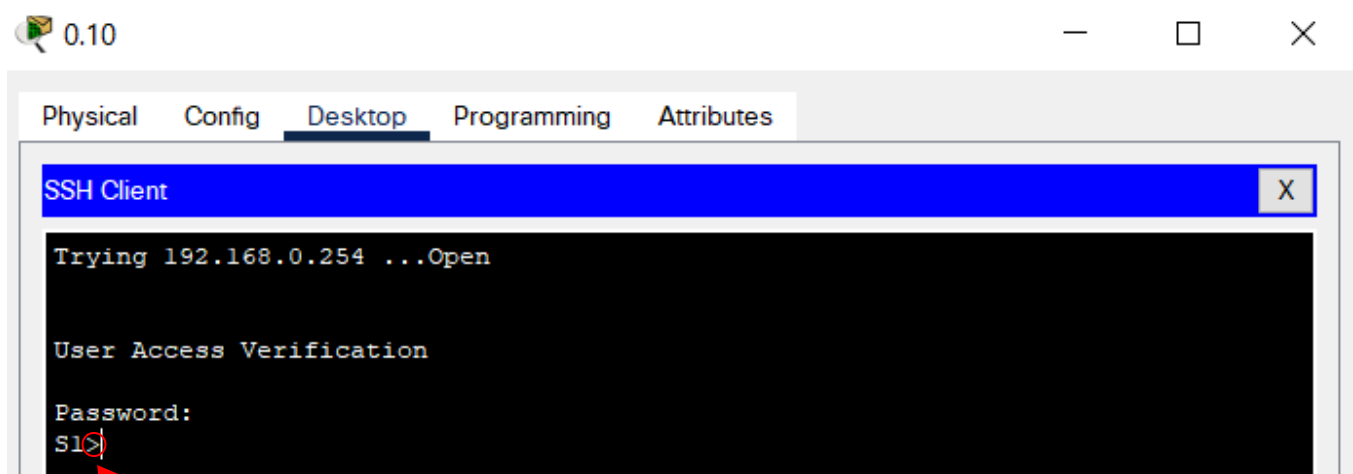 0.10
Physical Config Desktop Programming Attributes
SSH Client X
Trying 192.168.0.254 ...Open
User Access Verification
Password:
S1>